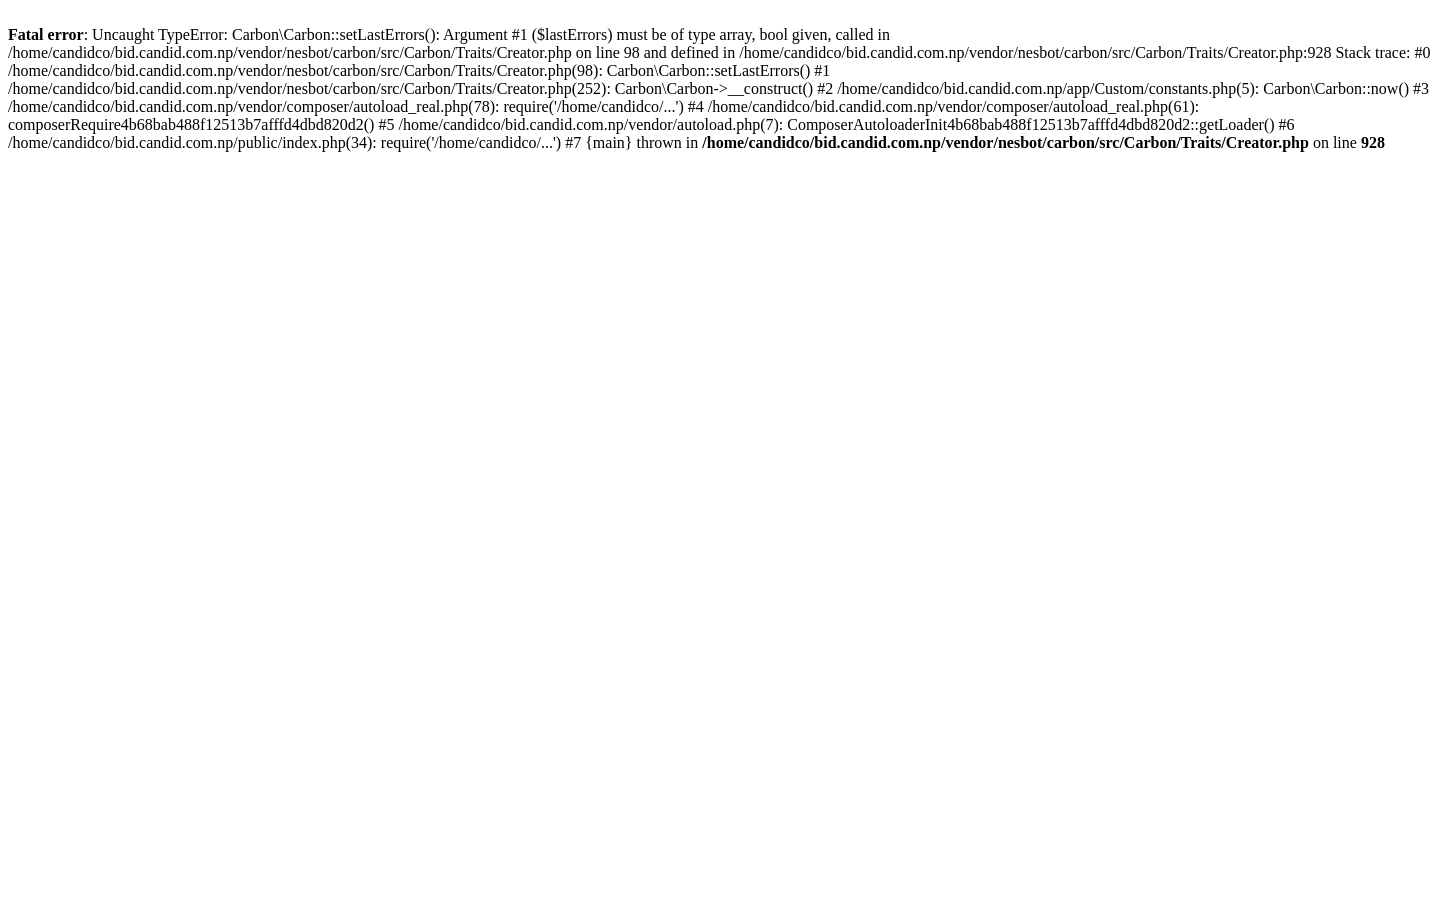 Fatal error: Uncaught TypeError: Carbon\Carbon::setLastErrors(): Argument #1 ($lastErrors) must be of type array, bool given, called in
/home/candidco/bid.candid.com.np/vendor/nesbot/carbon/src/Carbon/Traits/Creator.php on line 98 and defined in /home/candidco/bid.candid.com.np/vendor/nesbot/carbon/src/Carbon/Traits/Creator.php:928 Stack trace: #0
/home/candidco/bid.candid.com.np/vendor/nesbot/carbon/src/Carbon/Traits/Creator.php(98): Carbon\Carbon::setLastErrors() #1
/home/candidco/bid.candid.com.np/vendor/nesbot/carbon/src/Carbon/Traits/Creator.php(252): Carbon\Carbon->__construct() #2 /home/candidco/bid.candid.com.np/app/Custom/constants.php(5): Carbon\Carbon::now() #3
/home/candidco/bid.candid.com.np/vendor/composer/autoload_real.php(78): require('/home/candidco/...') #4 /home/candidco/bid.candid.com.np/vendor/composer/autoload_real.php(61):
composerRequire4b68bab488f12513b7afffd4dbd820d2() #5 /home/candidco/bid.candid.com.np/vendor/autoload.php(7): ComposerAutoloaderInit4b68bab488f12513b7afffd4dbd820d2::getLoader() #6
/home/candidco/bid.candid.com.np/public/index.php(34): require('/home/candidco/...') #7 {main} thrown in /home/candidco/bid.candid.com.np/vendor/nesbot/carbon/src/Carbon/Traits/Creator.php on line 928